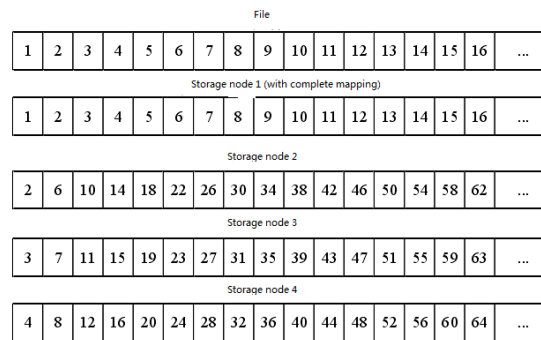 File
1 2 3 4 5 6 7 8 9 10 11 12 13 14 15 16 ...
Storage node 1 (with complete mapping)
1 2 3 4 5 6 7 8 9 10 11 12 13 14 15 16 ...
Storage node 2
2 6 10 14 18 22 26 30 34 38 42 46 50 54 58 62 ...
Storage node 3
3 7 11 15 19 23 27 31 35 39 43 47 51 55 59 63 ...
Storage node 4
4 8 12 16 20 24 28 32 36 40 44 48 52 56 60 64 ...